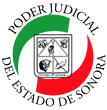 PODER JUDICIAL
DEL ESTADO DE SONORA